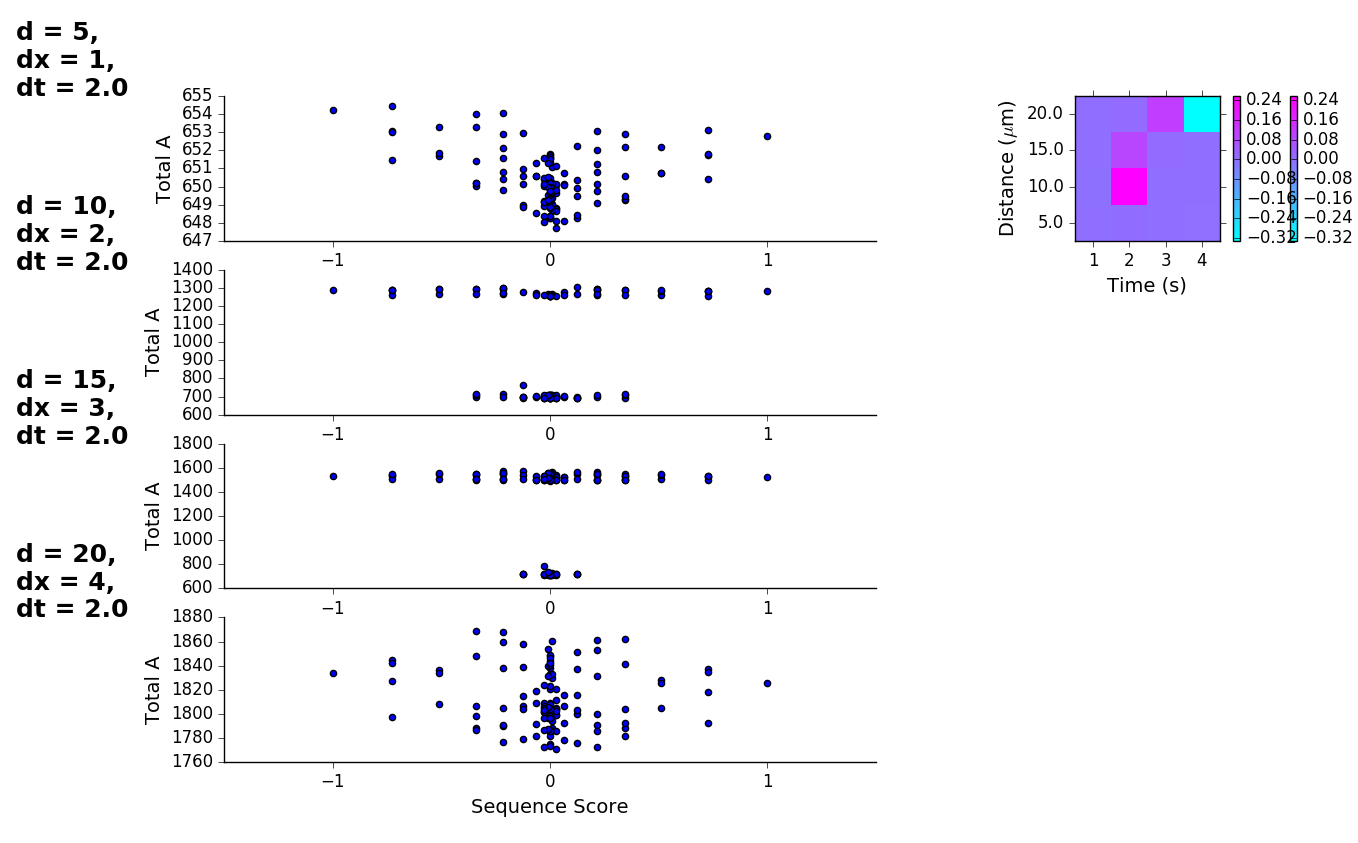 d = 5,
dx = 1,
dt = 2.0
655
654
653
652
651
650
649
648
647
Total A
−1 0 1
d = 10,
dx = 2,
dt = 2.0
1400
1300
1200
1100
1000
900
800
700
600
Total A
−1 0 1
d = 15,
dx = 3,
dt = 2.0
1800
1600
1400
1200
1000
800
600
Total A
−1 0 1
d = 20,
dx = 4,
dt = 2.0
1880
1860
1840
1820
1800
1780
1760
Total A
−1 0 1
Sequence Score
Distance (μm)
20.0
15.0
10.0
5.0
1 2 3 4
Time (s)
0.24
0.16
0.08
0.00
−0.08
−0.16
−0.24
−0.32
0.24
0.16
0.08
0.00
−0.08
−0.16
−0.24
−0.32